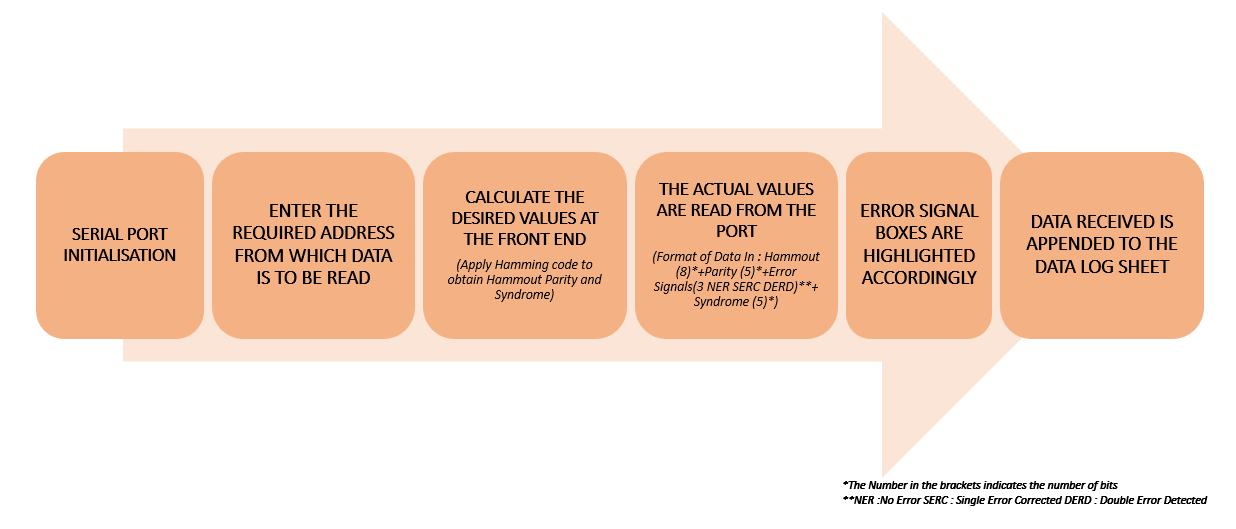 SERIAL PORT
INITIALISATION
ENTER THE
REQUIRED ADDRESS
FROM WHICH DATA
IS TO BE READ
CALCULATE THE
DESIRED VALUES AT
THE FRONT END
(Apply Hamming code to
obtain Hammout Parity and
Syndrome)
THE ACTUAL VALUES
ARE READ FROM THE
PORT
(Format of Data In : Hammout
(8)*+Parity (5)*+Error
Signals(3 NER SERC DERD)**+
Syndrome (5)*)
ERROR SIGNAL
BOXES ARE
HIGHLIGHTED
ACCORDINGLY
DATA RECEIVED IS
APPENDED TO THE
DATA LOG SHEET
*The Number in the brackets indicates the number of bits
**NER :No Error SERC : Single Error Corrected DERD : Double Error Detected